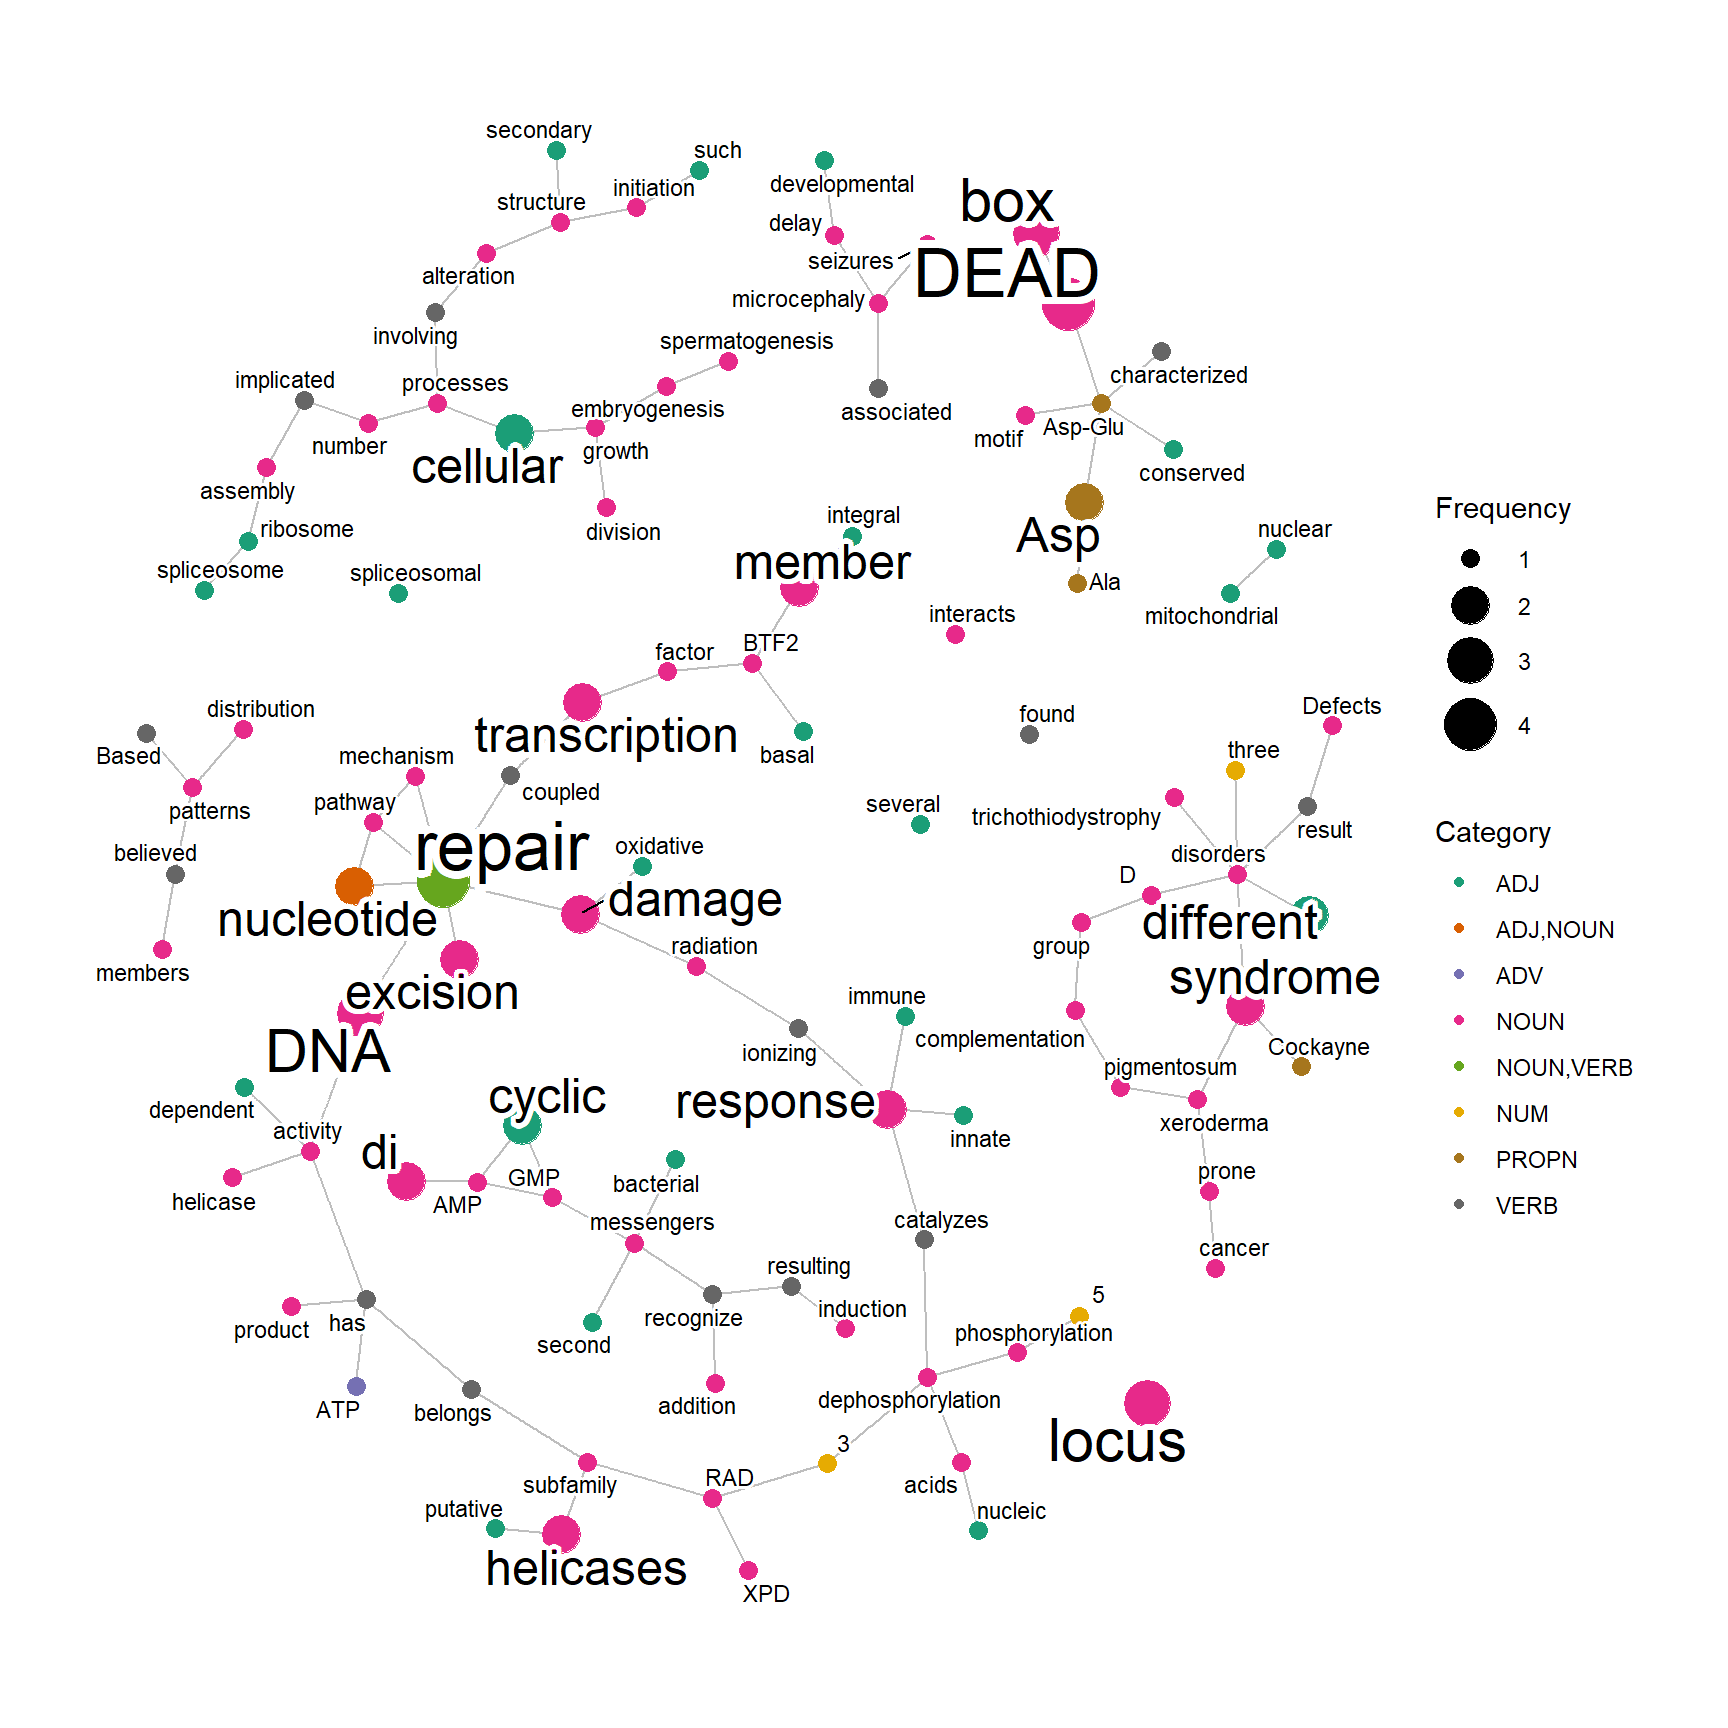 secondary
such
initiation
structure
developmental
box
delay
seizures
DEAD
alteration
microcephaly
involving
spermatogenesis
implicated
processes
characterized
embryogenesis
associated
number
cellular
growth
motif
Asp-Glu
conserved
assembly
ribosome
division
integral
Asp
nuclear
member
spliceosome
spliceosomal
Ala
interacts
mitochondrial
factor
BTF2
distribution
Based
mechanism
transcription
basal
found
Defects
three
pathway
coupled
several
patterns
trichothiodystrophy
result
believed
repair
oxidative
disorders
D
damage
nucleotide
different
members
radiation
group
excision
syndrome
immune
DNA
ionizing
complementation
Cockayne
dependent
cyclic
response
pigmentosum
activity
di
innate
xeroderma
helicase
AMP
GMP
bacterial
prone
messengers
catalyzes
cancer
resulting
product
has
second
recognize
induction
5
phosphorylation
ATP
belongs
addition
dephosphorylation
3
locus
subfamily
RAD
acids
putative
nucleic
helicases
XPD
Frequency
1
2
3
4
Category
ADJ
ADJ,NOUN
ADV
NOUN
NOUN,VERB
NUM
PROPN
VERB